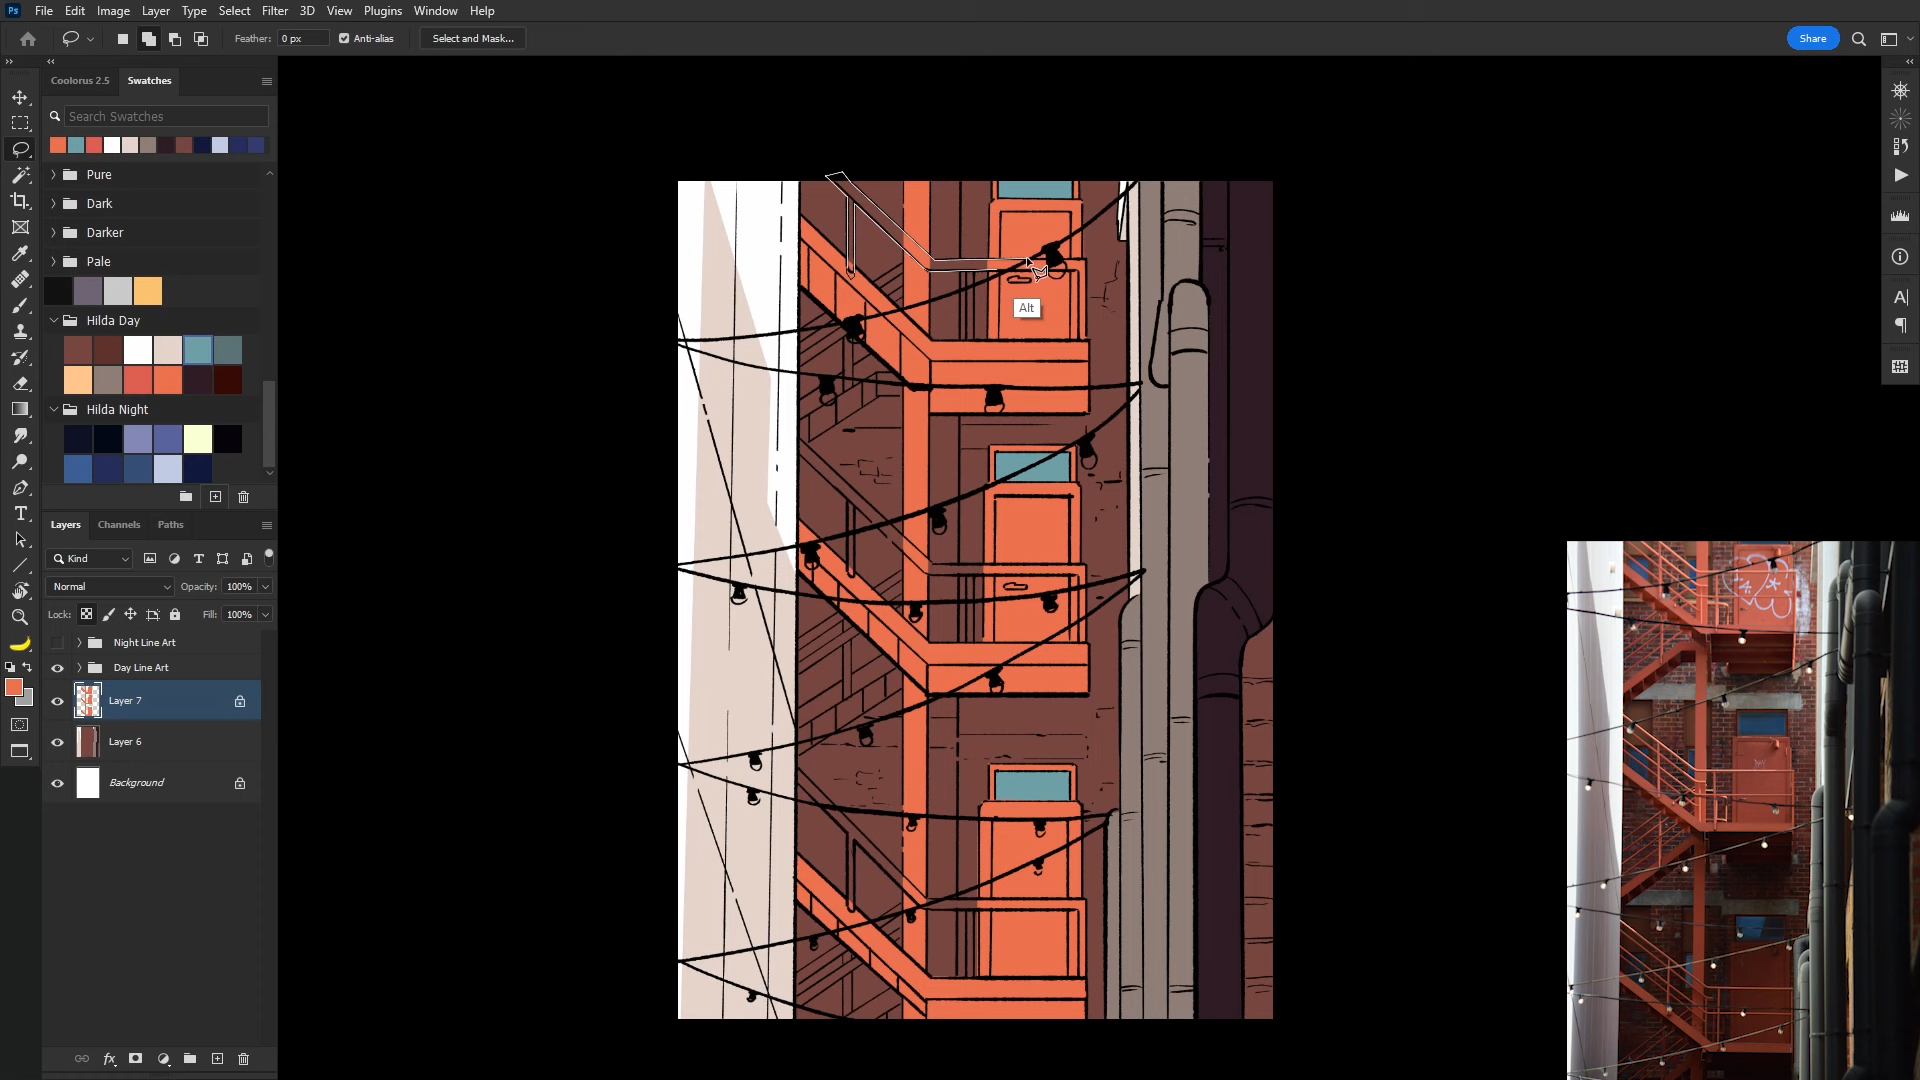 Ps File Edit Image Layer Type Select Filter 3D View Plugins Window Help
Feather: 0 px Anti-alias Select and Mask... Share
Coolorus 2.5 Swatches
Search Swatches
Pure
Dark
Darker
Pale
Hilda Day
Hilda Night
Alt
Layers Channels Paths
Kind
Normal Opacity: 100%
Lock: Fill: 100%
Night Line Art
Day Line Art
Layer 7
Layer 6
Background